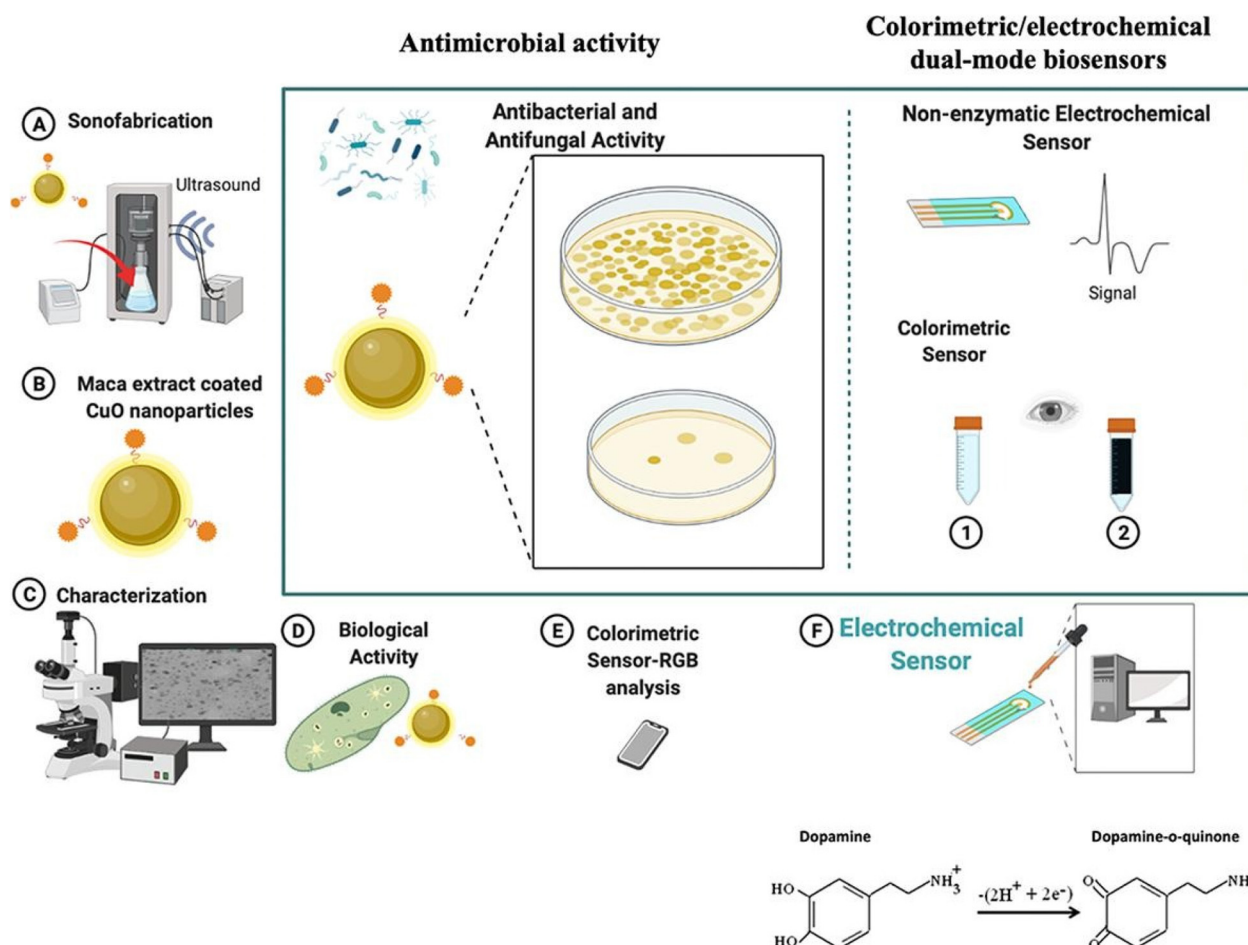 Antimicrobial activity
Colorimetric/electrochemical
dual-mode biosensors
A Sonofabrication
Ultrasound
B Maca extract coated
CuO nanoparticles
C Characterization
Antibacterial and
Antifungal Activity
Non-enzymatic Electrochemical
Sensor
Signal
Colorimetric
Sensor
1
2
D Biological
Activity
E Colorimetric
Sensor-RGB
analysis
F Electrochemical
Sensor
Dopamine
Dopamine-o-quinone
HO
HO
NH3+
-(2H+ + 2e-)
O
O
NH